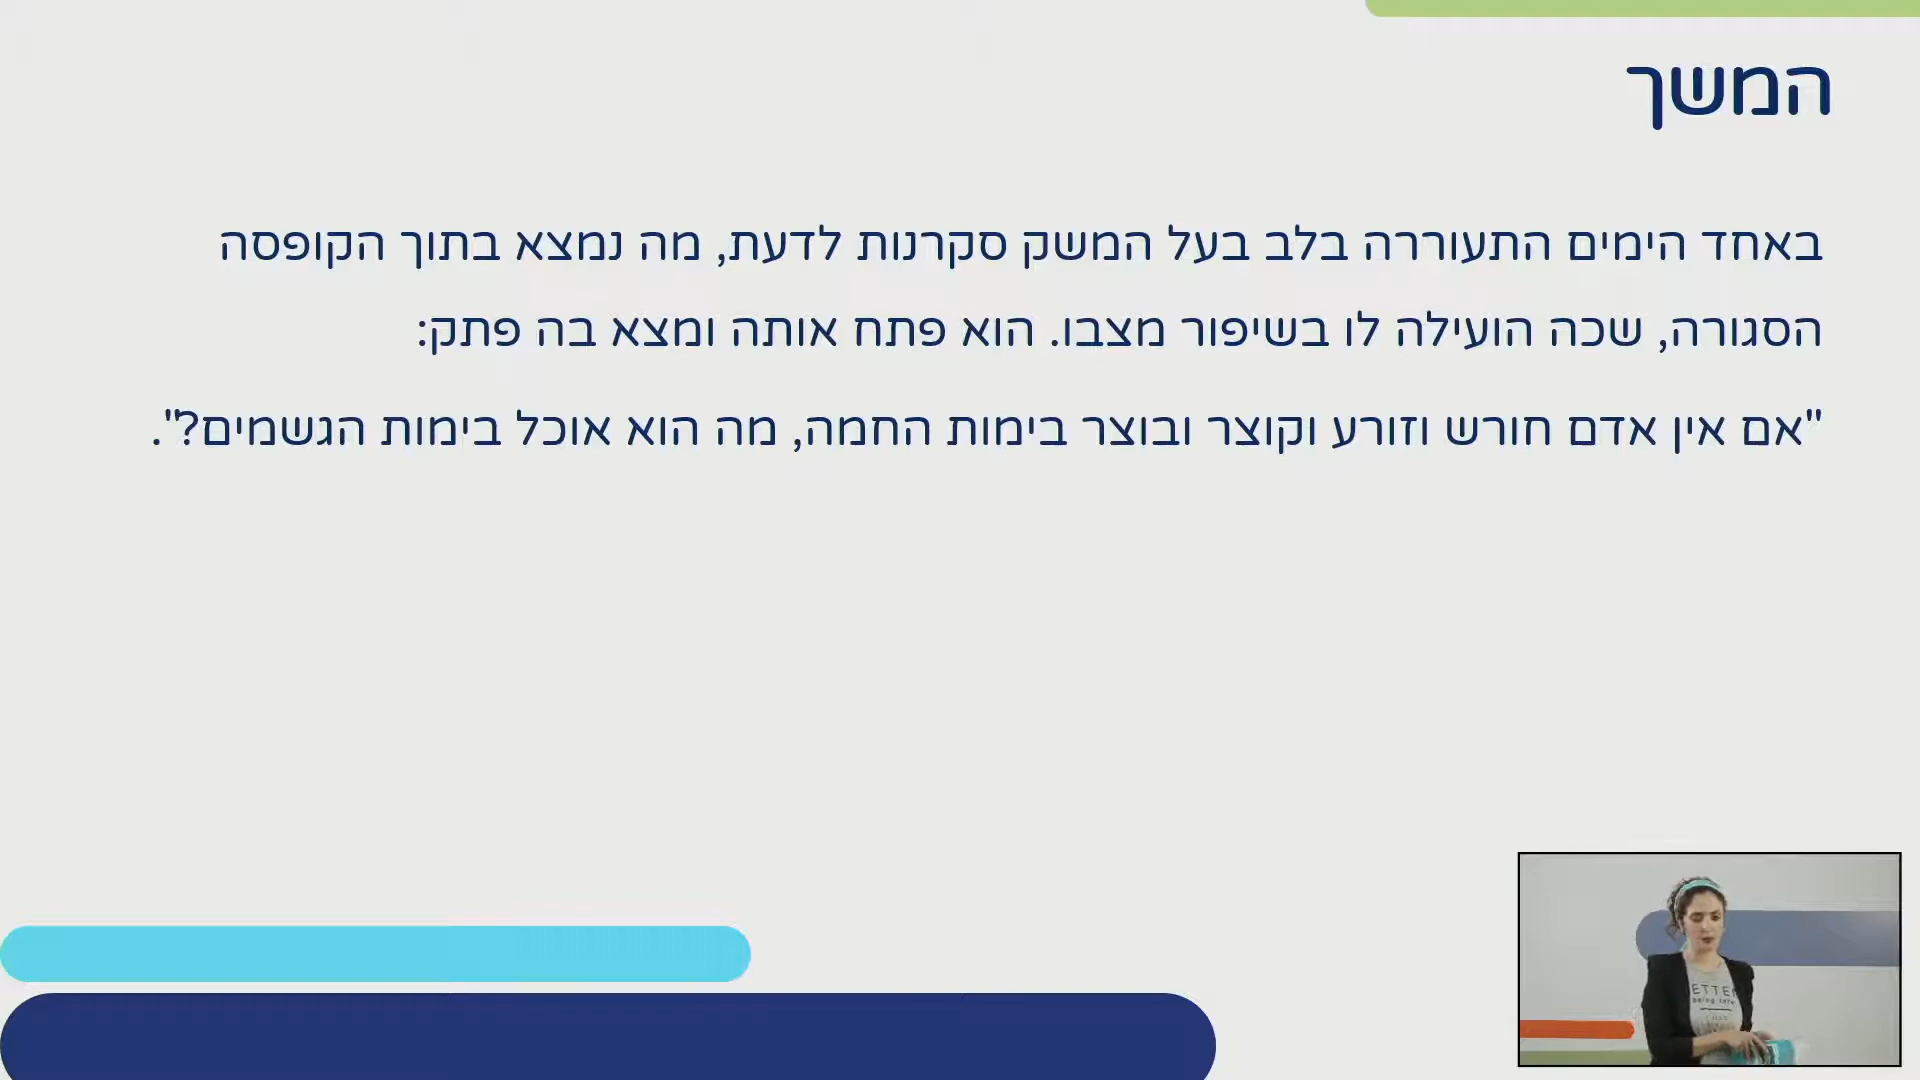 המשך
באחד הימים התעוררה בלב בעל המשק סקרנות לדעת, מה נמצא בתוך הקופסה
הסגורה, שכה הועילה לו בשיפור מצבו. הוא פתח אותה ומצא בה פתק:
"אם אין אדם חורש וזורע וקוצר ובוצר בימות החמה, מה הוא אוכל בימות הגשמים?".